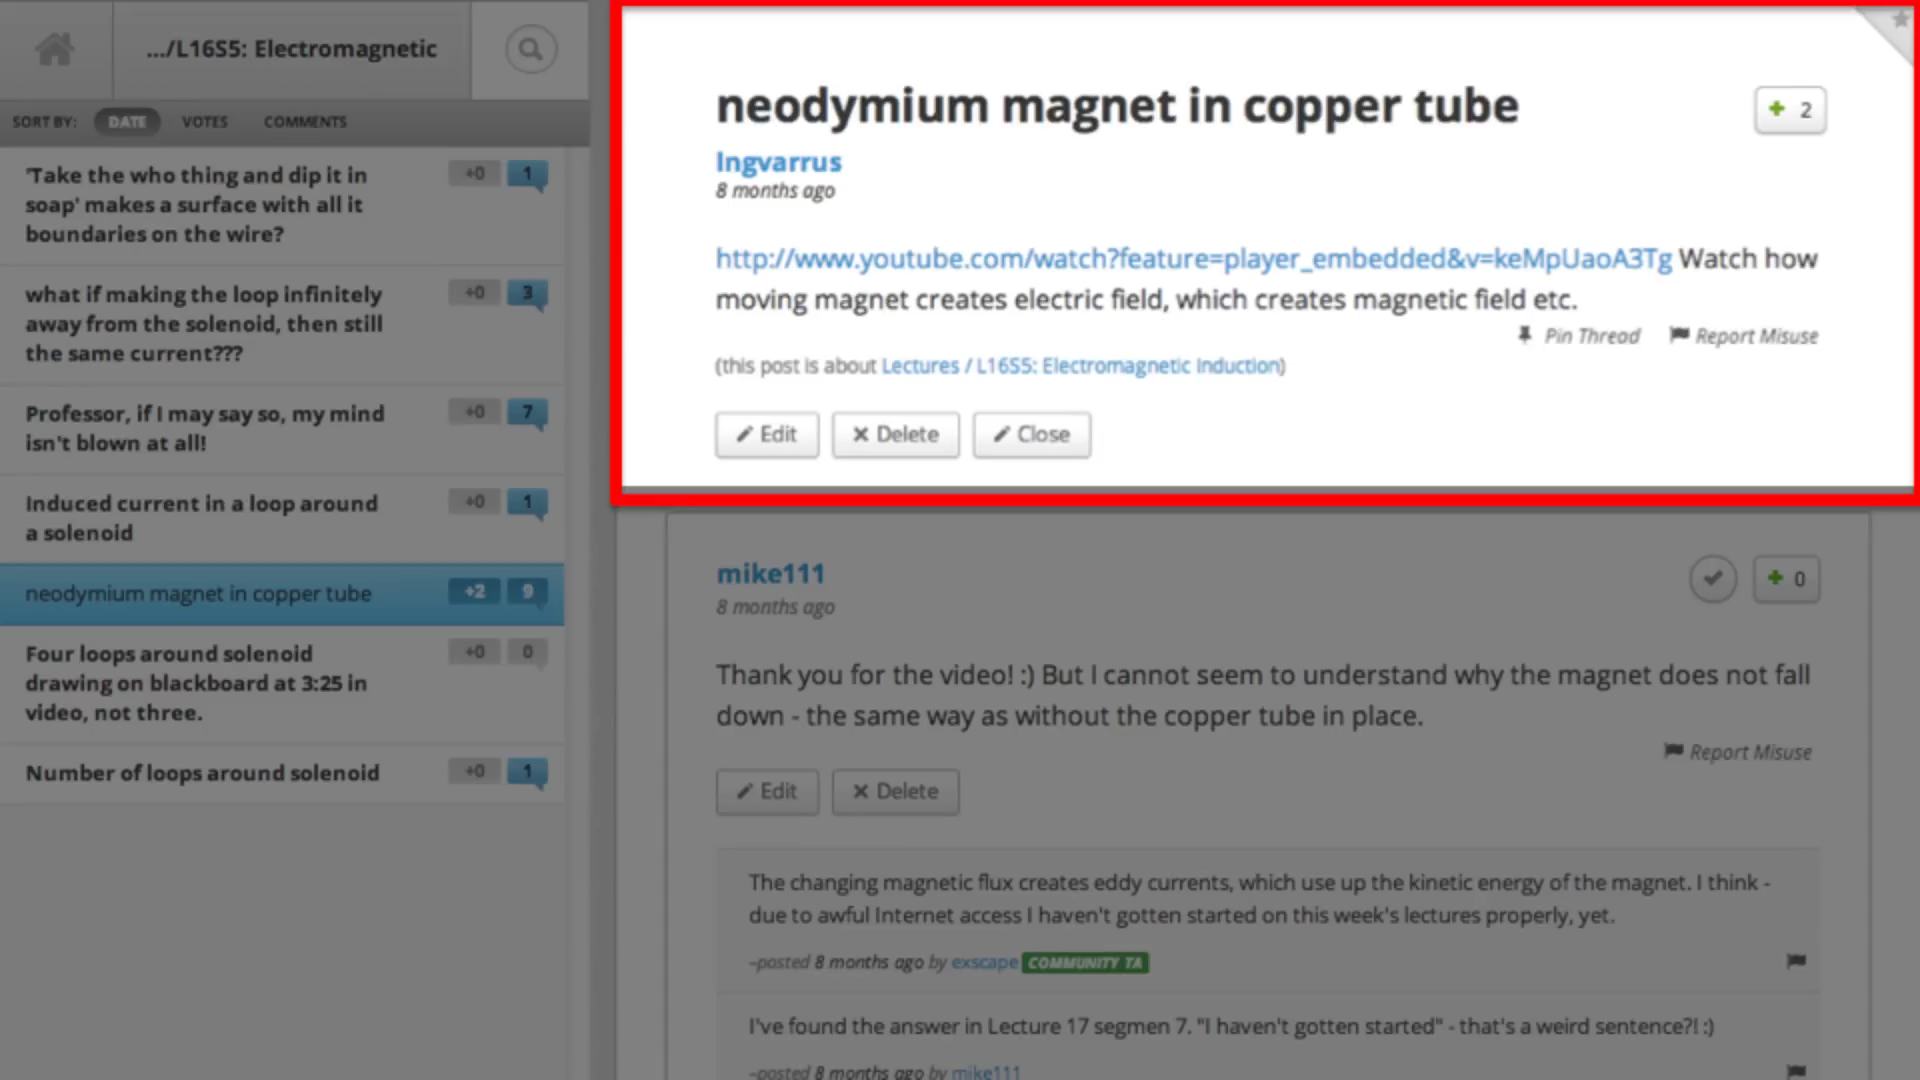 .../L16S5: Electromagnetic
SORT BY: DATE VOTES COMMENTS
'Take the who thing and dip it in
soap' makes a surface with all it
boundaries on the wire?
+0 1
what if making the loop infinitely
away from the solenoid, then still
the same current???
+0 3
Professor, if I may say so, my mind
isn't blown at all!
+0 7
Induced current in a loop around
a solenoid
+0 1
neodymium magnet in copper tube
+2 9
Four loops around solenoid
drawing on blackboard at 3:25 in
video, not three.
+0 0
Number of loops around solenoid
+0 1
neodymium magnet in copper tube
+ 2
Ingvarrus
8 months ago
http://www.youtube.com/watch?feature=player_embedded&v=keMpUaoA3Tg Watch how
moving magnet creates electric field, which creates magnetic field etc.
Pin Thread Report Misuse
(this post is about Lectures / L16S5: Electromagnetic Induction)
Edit Delete Close
mike111
+ 0
8 months ago
Thank you for the video! :) But I cannot seem to understand why the magnet does not fall
down - the same way as without the copper tube in place.
Report Misuse
Edit Delete
The changing magnetic flux creates eddy currents, which use up the kinetic energy of the magnet. I think -
due to awful Internet access I haven't gotten started on this week's lectures properly, yet.
–posted 8 months ago by exscape COMMUNITY TA
I've found the answer in Lecture 17 segmen 7. "I haven't gotten started" - that's a weird sentence?! :)
–posted 8 months ago by mike111